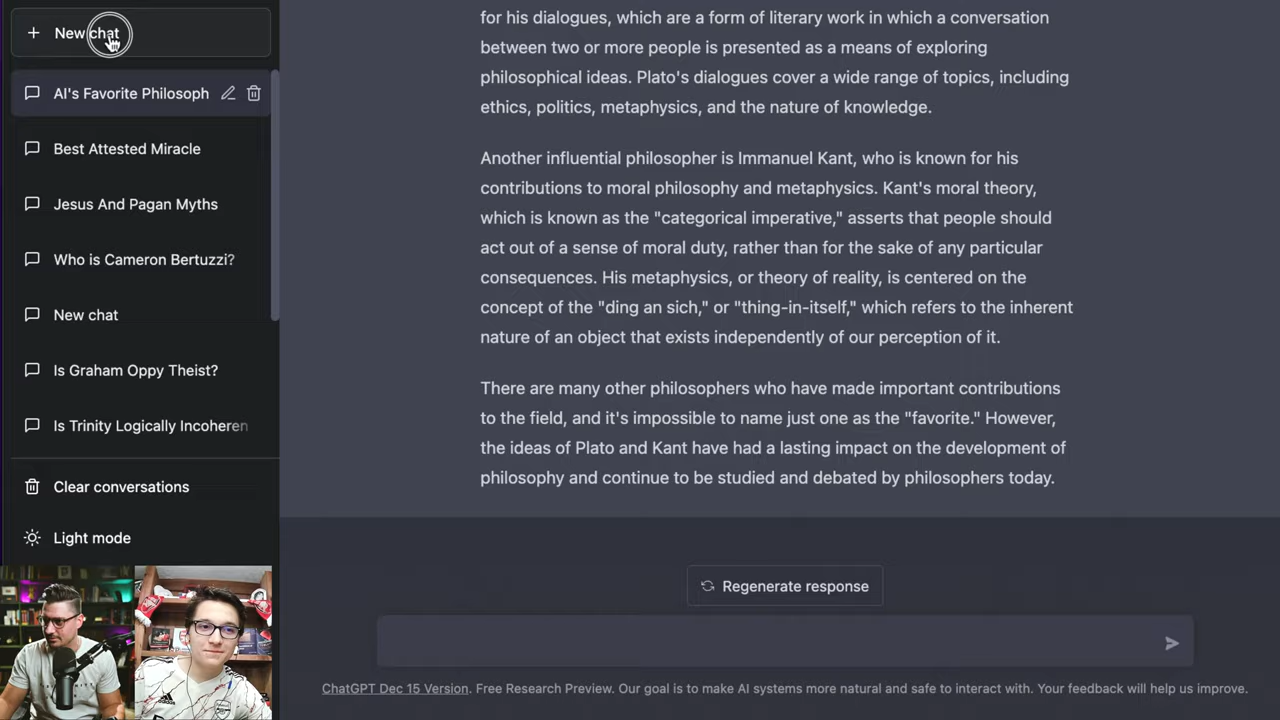 New chat
AI's Favorite Philosoph
Best Attested Miracle
Jesus And Pagan Myths
Who is Cameron Bertuzzi?
New chat
Is Graham Oppy Theist?
Is Trinity Logically Incoheren
Clear conversations
Light mode
for his dialogues, which are a form of literary work in which a conversation
between two or more people is presented as a means of exploring
philosophical ideas. Plato's dialogues cover a wide range of topics, including
ethics, politics, metaphysics, and the nature of knowledge.
Another influential philosopher is Immanuel Kant, who is known for his
contributions to moral philosophy and metaphysics. Kant's moral theory,
which is known as the "categorical imperative," asserts that people should
act out of a sense of moral duty, rather than for the sake of any particular
consequences. His metaphysics, or theory of reality, is centered on the
concept of the "ding an sich," or "thing-in-itself," which refers to the inherent
nature of an object that exists independently of our perception of it.
There are many other philosophers who have made important contributions
to the field, and it's impossible to name just one as the "favorite." However,
the ideas of Plato and Kant have had a lasting impact on the development of
philosophy and continue to be studied and debated by philosophers today.
Regenerate response
ChatGPT Dec 15 Version. Free Research Preview. Our goal is to make AI systems more natural and safe to interact with. Your feedback will help us improve.